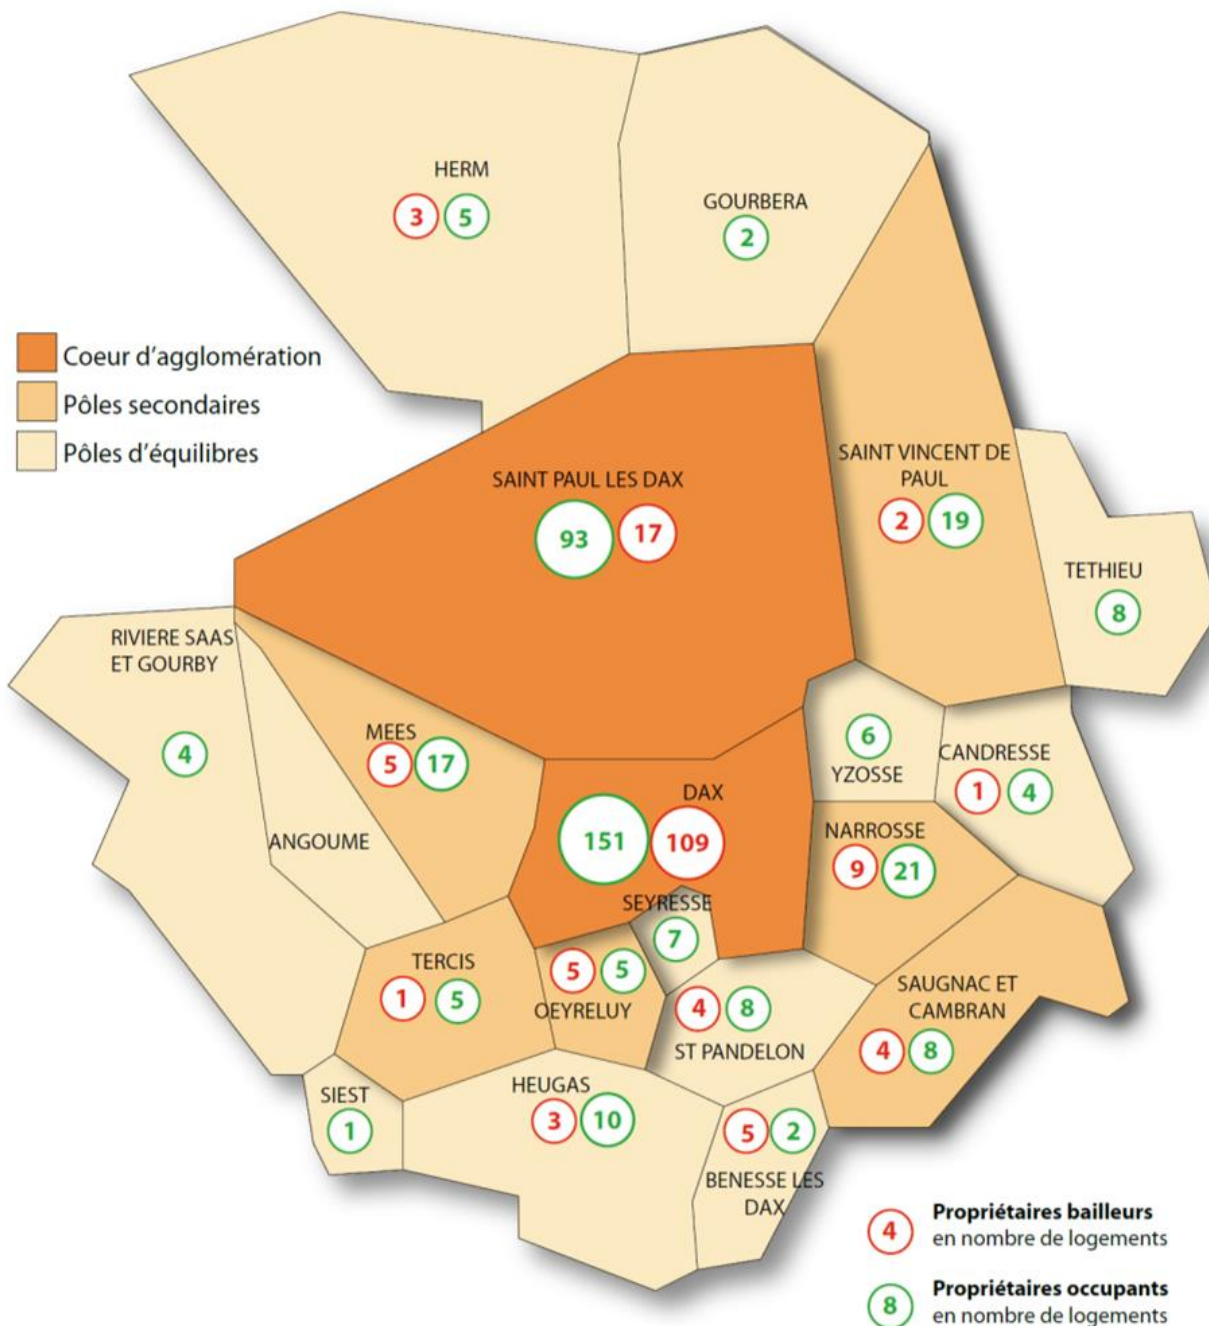 HERM
3 5
GOURBERA
2
Coeur d’agglomération
Pôles secondaires
Pôles d’équilibres
SAINT PAUL LES DAX
93 17
SAINT VINCENT DE
PAUL
2 19
TETHIEU
8
RIVIERE SAAS
ET GOURBY
4
MEES
5 17
ANGOUME
DAX
151 109
6
YZOSSE
CANDRESSE
1 4
NARROSSE
9 21
SEYRESSE
7
TERCIS
1 5
5 5
OEYRELUY
4 8
ST PANDELON
SAUGNAC ET
CAMBRAN
4 8
SIEST
1
HEUGAS
3 10
5 2
BENESSE LES
DAX
4 Propriétaires bailleurs
en nombre de logements
8 Propriétaires occupants
en nombre de logements